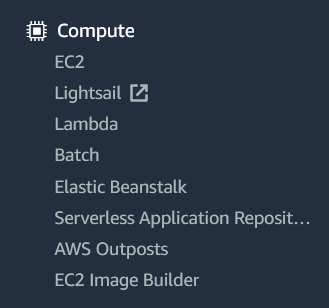 Compute
EC2
Lightsail
Lambda
Batch
Elastic Beanstalk
Serverless Application Reposit...
AWS Outposts
EC2 Image Builder